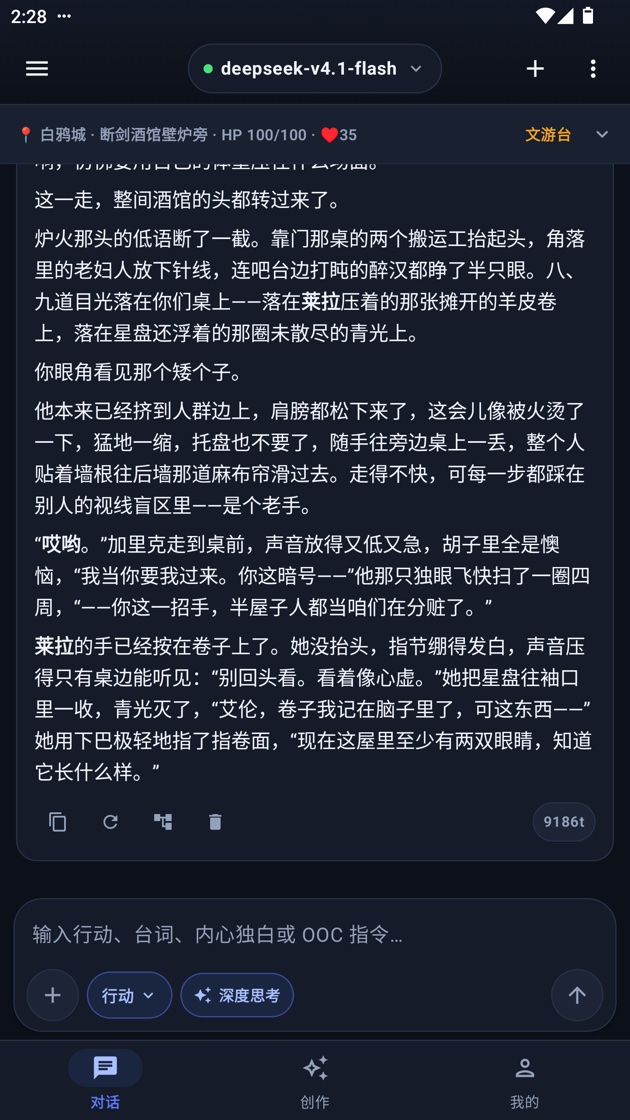 2:28
deepseek-v4.1-flash
📍 白鸦城 · 断剑酒馆壁炉旁 · HP 100/100 · ❤️35
文游台
这一走，整间酒馆的头都转过来了。
炉火那头的低语断了一截。靠门那桌的两个搬运工抬起头，角落
里的老妇人放下针线，连吧台边打盹的醉汉都睁了半只眼。八、
九道目光落在你们桌上——落在莱拉压着的那张摊开的羊皮卷
上，落在星盘还浮着的那圈未散尽的青光上。
你眼角看见那个矮个子。
他本来已经挤到人群边上，肩膀都松下来了，这会儿像被火烫了
一下，猛地一缩，托盘也不要了，随手往旁边桌上一丢，整个人
贴着墙根往后墙那道麻布帘滑过去。走得不快，可每一步都踩在
别人的视线盲区里——是个老手。
“哎哟。”加里克走到桌前，声音放得又低又急，胡子里全是懊
恼，“我当你要我过来。你这暗号——”他那只独眼飞快扫了一圈四
周，“——你这一招手，半屋子人都当咱们在分赃了。”
莱拉的手已经按在卷子上了。她没抬头，指节绷得发白，声音压
得只有桌边能听见：“别回头看。看着像心虚。”她把星盘往袖口
里一收，青光灭了，“艾伦，卷子我记在脑子里了，可这东西——”
她用下巴极轻地指了指卷面，“现在这屋里至少有两双眼睛，知道
它长什么样。”
9186t
输入行动、台词、内心独白或 OOC 指令…
行动
深度思考
对话
创作
我的